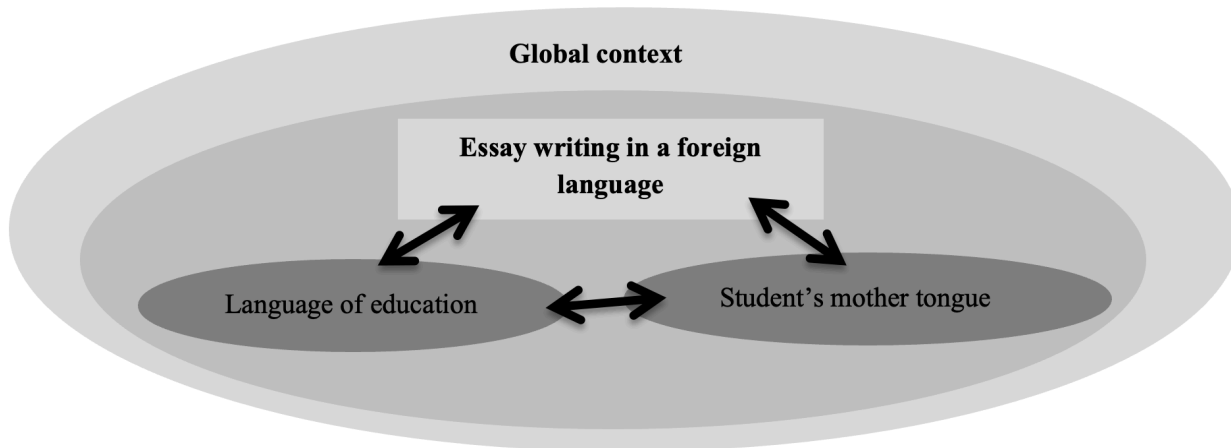 Global context
Essay writing in a foreign
language
Language of education
Student’s mother tongue